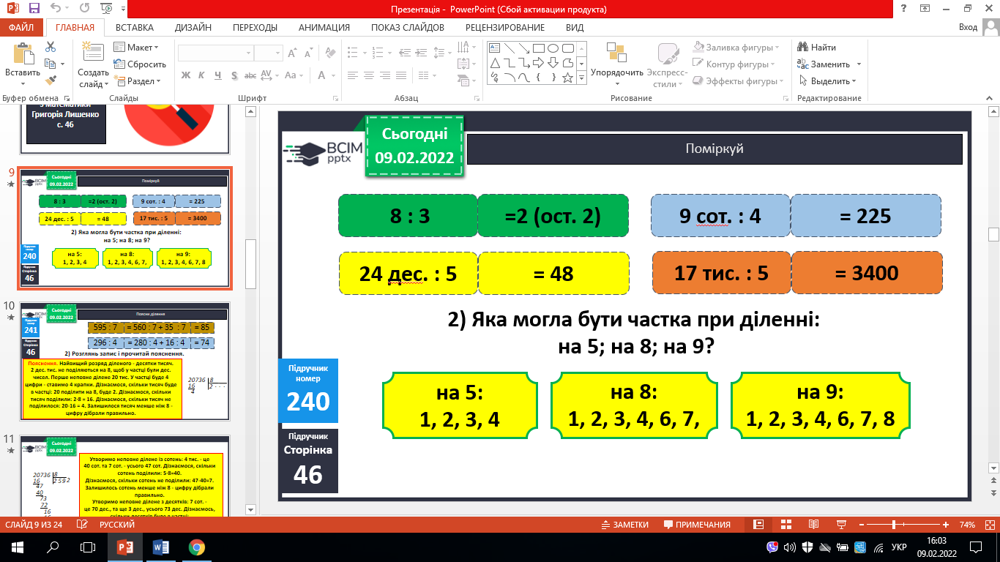 Презентація - PowerPoint (Сбой активации продукта)
ФАЙЛ ГЛАВНАЯ ВСТАВКА ДИЗАЙН ПЕРЕХОДЫ АНИМАЦИЯ ПОКАЗ СЛАЙДОВ РЕЦЕНЗИРОВАНИЕ ВИД Вход
Вставить
Создать слайд
Макет
Сбросить
Раздел
Ж К Ч S abc AV Aa A
Упорядочить
Экспресс-стили
Заливка фигуры
Контур фигуры
Эффекты фигуры
Найти
Заменить
Выделить
Буфер обмена Слайды Шрифт Абзац Рисование Редактирование
з математики
Григорія Лишенко
с. 46
9
Сьогодні
09.02.2022
Поміркуй
8 : 3 =2 (ост. 2) 9 сот. : 4 = 225
24 дес. : 5 = 48 17 тис. : 5 = 3400
2) Яка могла бути частка при діленні:
на 5; на 8; на 9?
Підручник номер
240
Підручник Сторінка
46
на 5:
1, 2, 3, 4
на 8:
1, 2, 3, 4, 6, 7,
на 9:
1, 2, 3, 4, 6, 7, 8
10
Сьогодні
09.02.2022
Поясни ділення
241
Сторінка
46
595 : 7 = 560 : 7 + 35 : 7 = 85
296 : 4 = 280 : 4 + 16 : 4 = 74
2) Розглянь запис і прочитай пояснення.
Пояснення. Найвищий розряд діленого - десятки тисяч.
2 дес. тис. не поділяються на 8, щоб у частці були дес.
чисел. Перше неповне ділене 20 тис. У частці буде 4
цифри - ставимо 4 крапки. Дізнаємося, скільки тисяч буде
в частці: 20 поділити на 8, буде 2. Дізнаємося, скільки
тисяч поділили: 2·8 = 16. Дізнаємося, скільки тисяч не
поділилося: 20-16 = 4. Залишилося тисяч менше ніж 8 -
цифру дібрали правильно.
20736 8
16 2 · · ·
4
11
Сьогодні
09.02.2022
20736 8
16 2 5 9 2
47
40
73
72
16
Утворимо неповне ділене із сотень: 4 тис. - це
40 сот. та 7 сот. - усього 47 сот. Дізнаємося, скільки
сотень поділили: 5·8=40.
Дізнаємося, скільки сотень не поділили: 47-40=7.
Залишилось сотень менше ніж 8 - цифру дібрали
правильно.
Утворимо неповне ділене з десятків: 7 сот. -
це 70 дес., та ще 3 дес., усього 73 дес. Дізнаємось,
ВСІМ
pptx
Сьогодні
09.02.2022
Поміркуй
8 : 3 =2 (ост. 2) 9 сот. : 4 = 225
24 дес. : 5 = 48 17 тис. : 5 = 3400
2) Яка могла бути частка при діленні:
на 5; на 8; на 9?
Підручник
номер
240
Підручник
Сторінка
46
на 5:
1, 2, 3, 4
на 8:
1, 2, 3, 4, 6, 7,
на 9:
1, 2, 3, 4, 6, 7, 8
СЛАЙД 9 ИЗ 24 РУССКИЙ ЗАМЕТКИ ПРИМЕЧАНИЯ 74%
УКР
16:03
09.02.2022